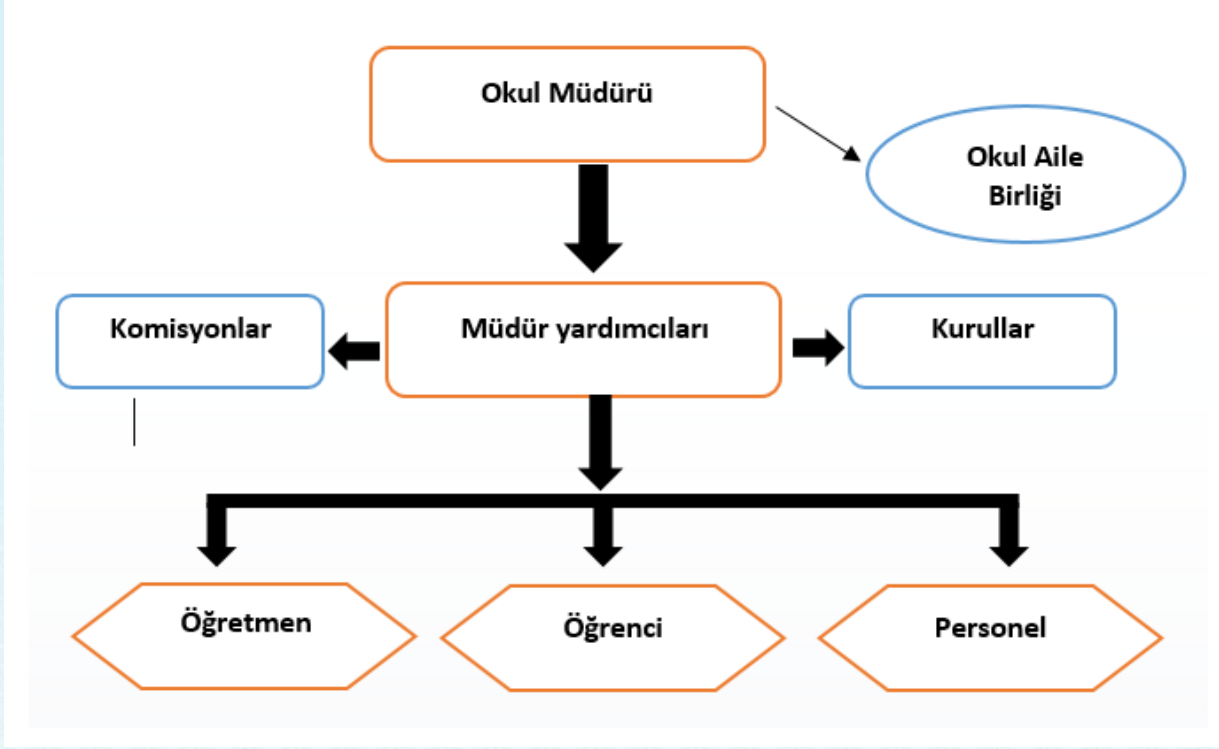 Okul Müdürü
Okul Aile
Birliği
Komisyonlar
Müdür yardımcıları
Kurullar
Öğretmen
Öğrenci
Personel